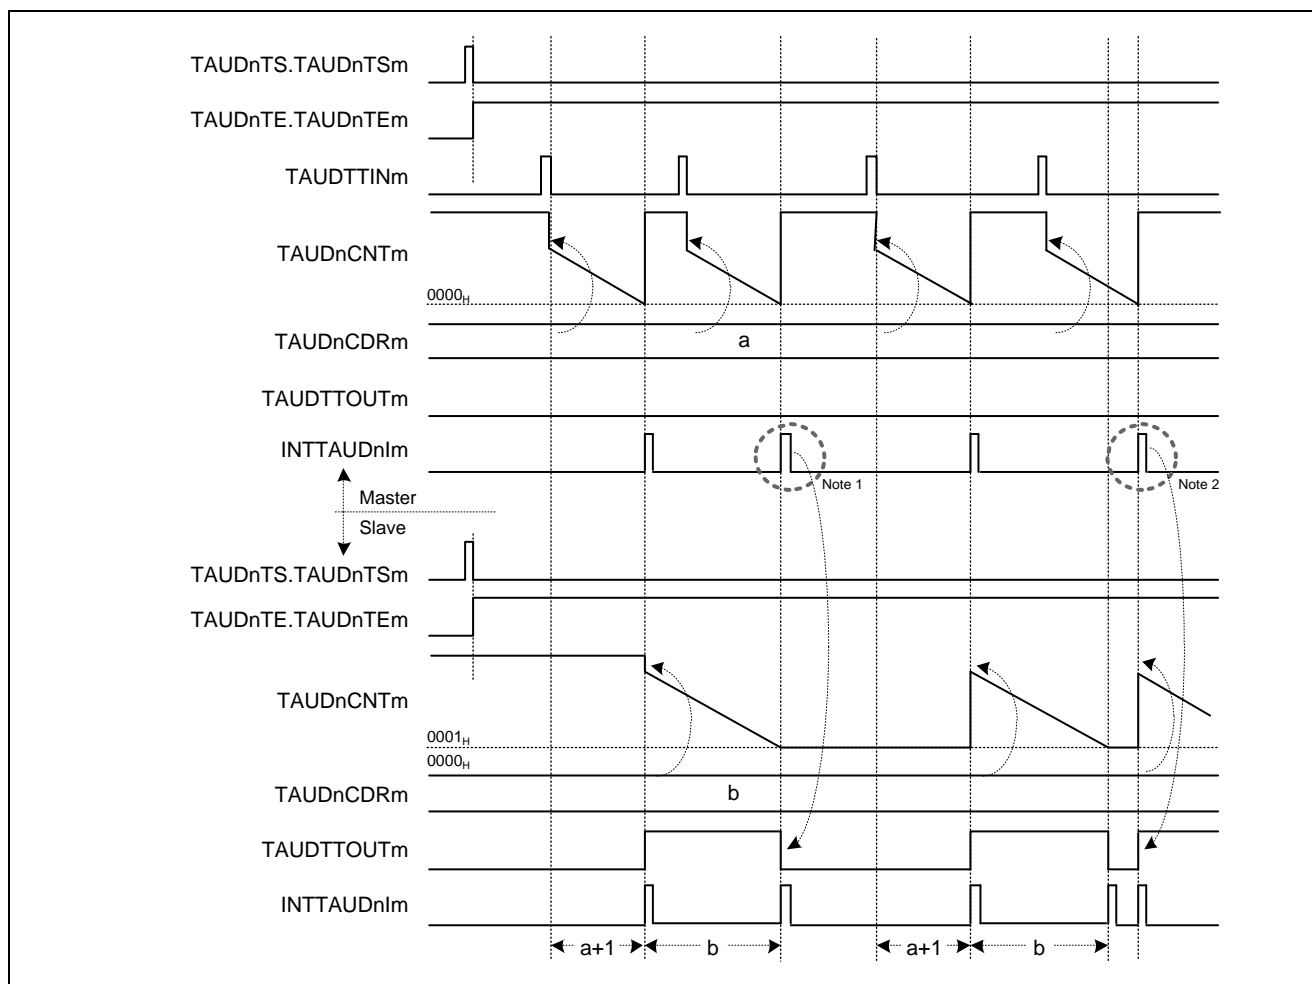 TAUDnTS.TAUDnTSm
TAUDnTE.TAUDnTEm
TAUDTTINm
TAUDnCNTm
0000H
TAUDnCDRm
a
TAUDTTOUTm
INTTAUDnIm
Note 1
Note 2
Master
Slave
TAUDnTS.TAUDnTSm
TAUDnTE.TAUDnTEm
TAUDnCNTm
0001H
0000H
TAUDnCDRm
b
TAUDTTOUTm
INTTAUDnIm
a+1 b a+1 b